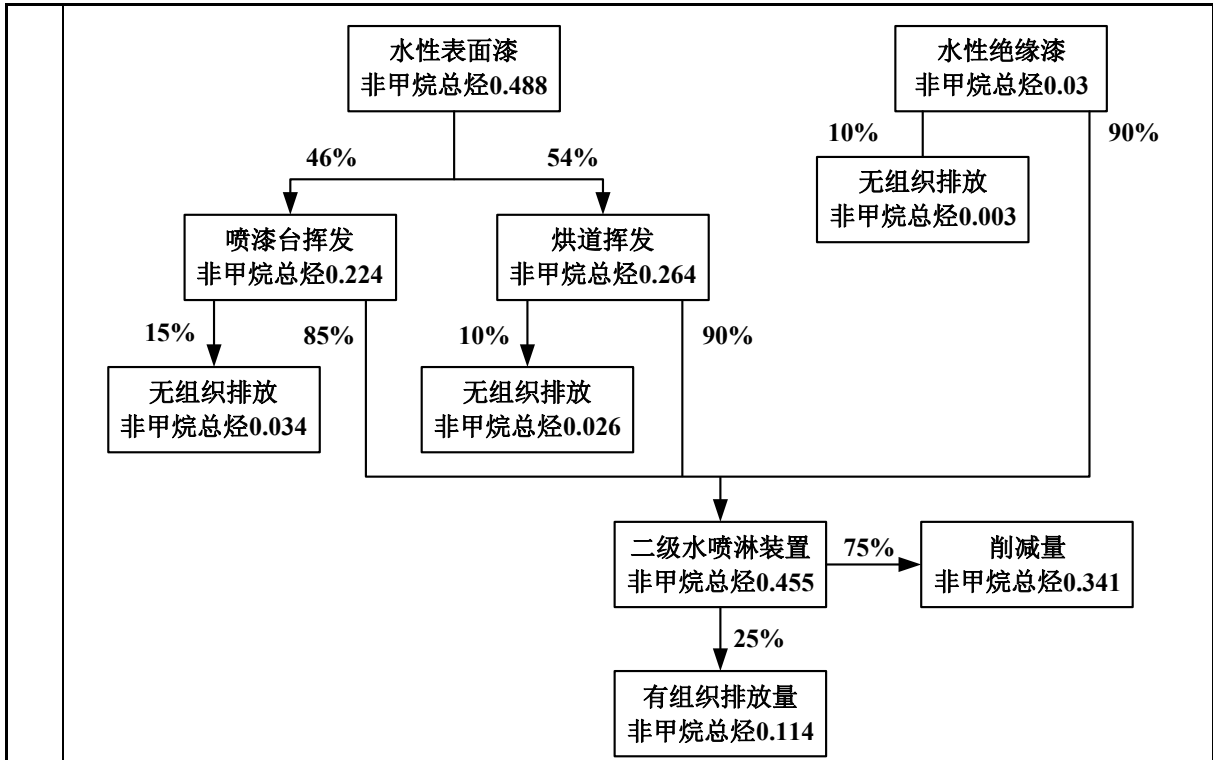 水性表面漆
非甲烷总烃0.488
水性绝缘漆
非甲烷总烃0.03
10%
90%
46%
54%
无组织排放
非甲烷总烃0.003
喷漆台挥发
非甲烷总烃0.224
烘道挥发
非甲烷总烃0.264
15%
85%
10%
90%
无组织排放
非甲烷总烃0.034
无组织排放
非甲烷总烃0.026
二级水喷淋装置
非甲烷总烃0.455
75%
削减量
非甲烷总烃0.341
25%
有组织排放量
非甲烷总烃0.114